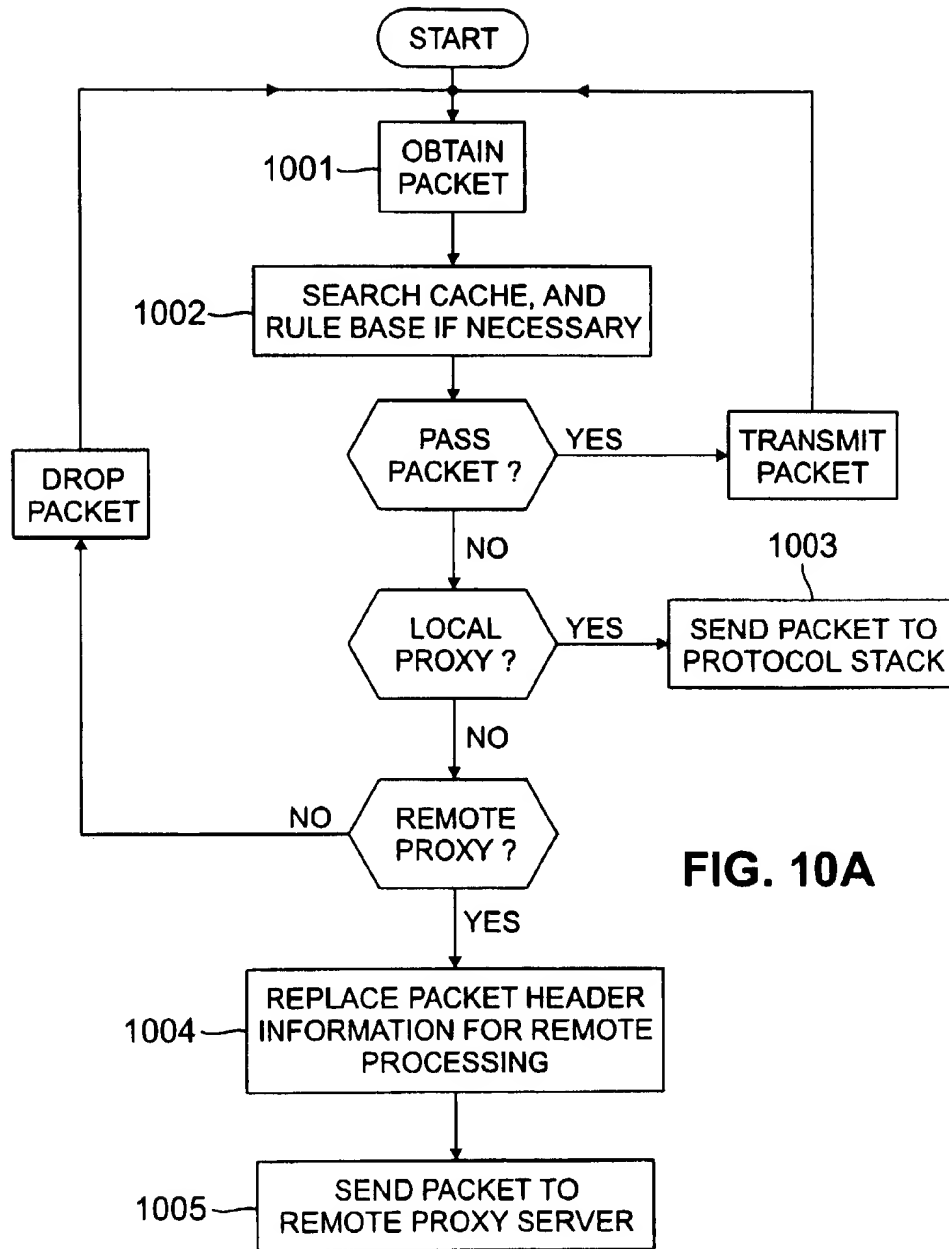 START
1001
OBTAIN
PACKET
1002
SEARCH CACHE, AND
RULE BASE IF NECESSARY
PASS
PACKET ?
YES
TRANSMIT
PACKET
DROP
PACKET
NO
1003
LOCAL
PROXY ?
YES
SEND PACKET TO
PROTOCOL STACK
NO
NO
REMOTE
PROXY ?
FIG. 10A
YES
1004
REPLACE PACKET HEADER
INFORMATION FOR REMOTE
PROCESSING
1005
SEND PACKET TO
REMOTE PROXY SERVER